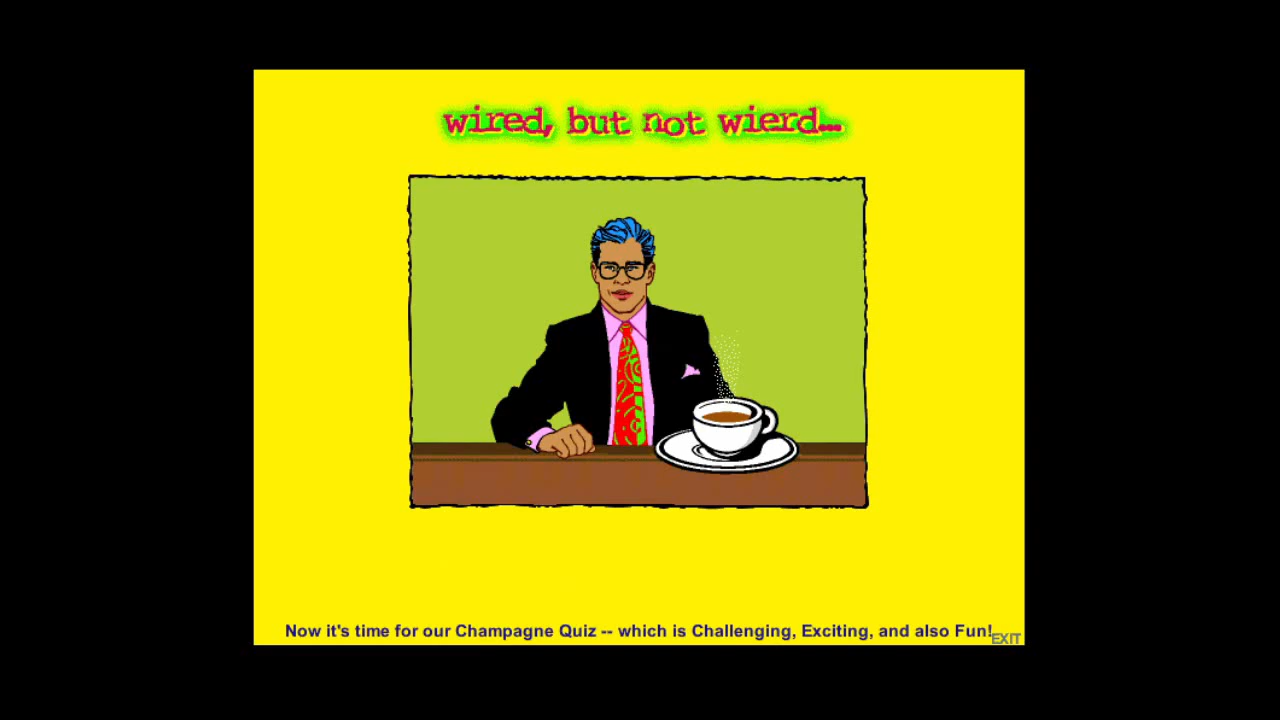 wired, but not wierd...
Now it's time for our Champagne Quiz -- which is Challenging, Exciting, and also Fun!
EXIT